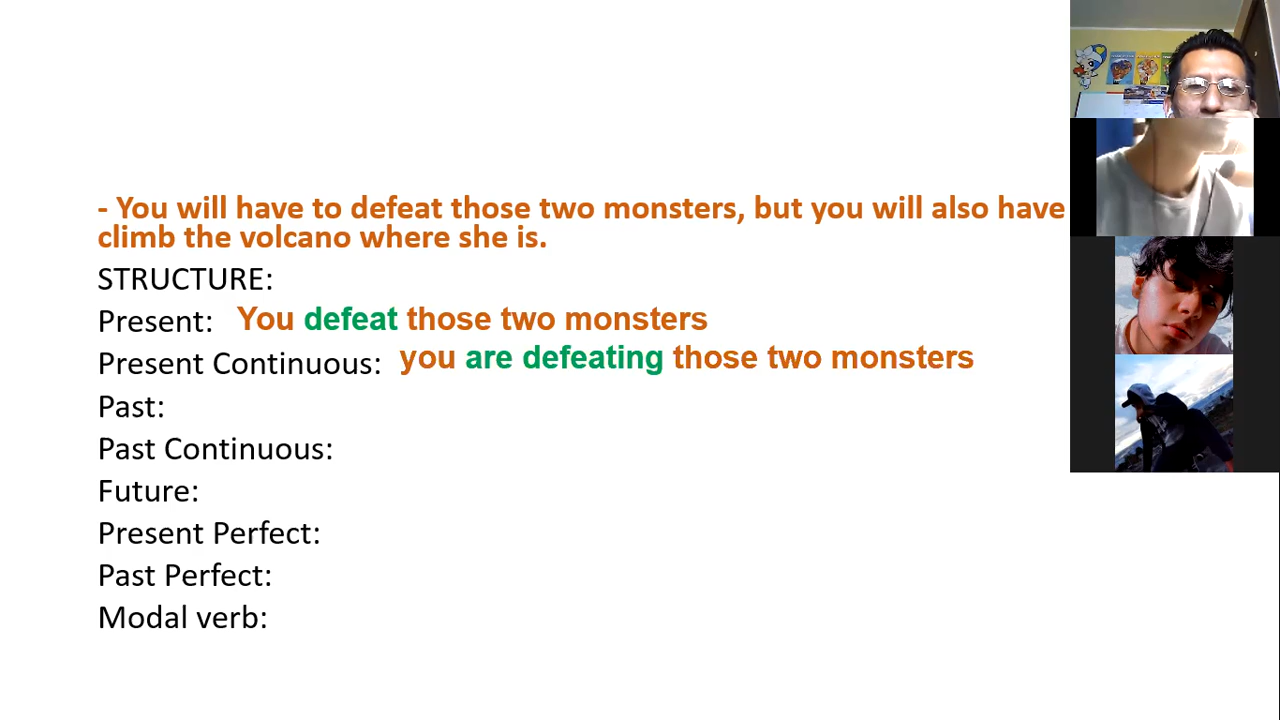 - You will have to defeat those two monsters, but you will also have
climb the volcano where she is.
STRUCTURE:
Present: You defeat those two monsters
Present Continuous: you are defeating those two monsters
Past:
Past Continuous:
Future:
Present Perfect:
Past Perfect:
Modal verb: